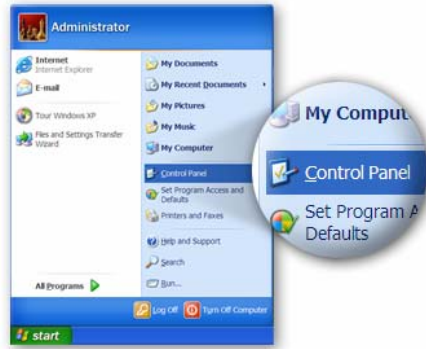 Administrator
Internet
Internet Explorer
E-mail
Tour Windows XP
Files and Settings Transfer
Wizard
All Programs
My Documents
My Recent Documents
My Pictures
My Music
My Computer
Control Panel
Set Program Access and
Defaults
Printers and Faxes
Help and Support
Search
Run...
Log Off
Turn Off Computer
start
My Comput
Control Panel
Set Program A
Defaults